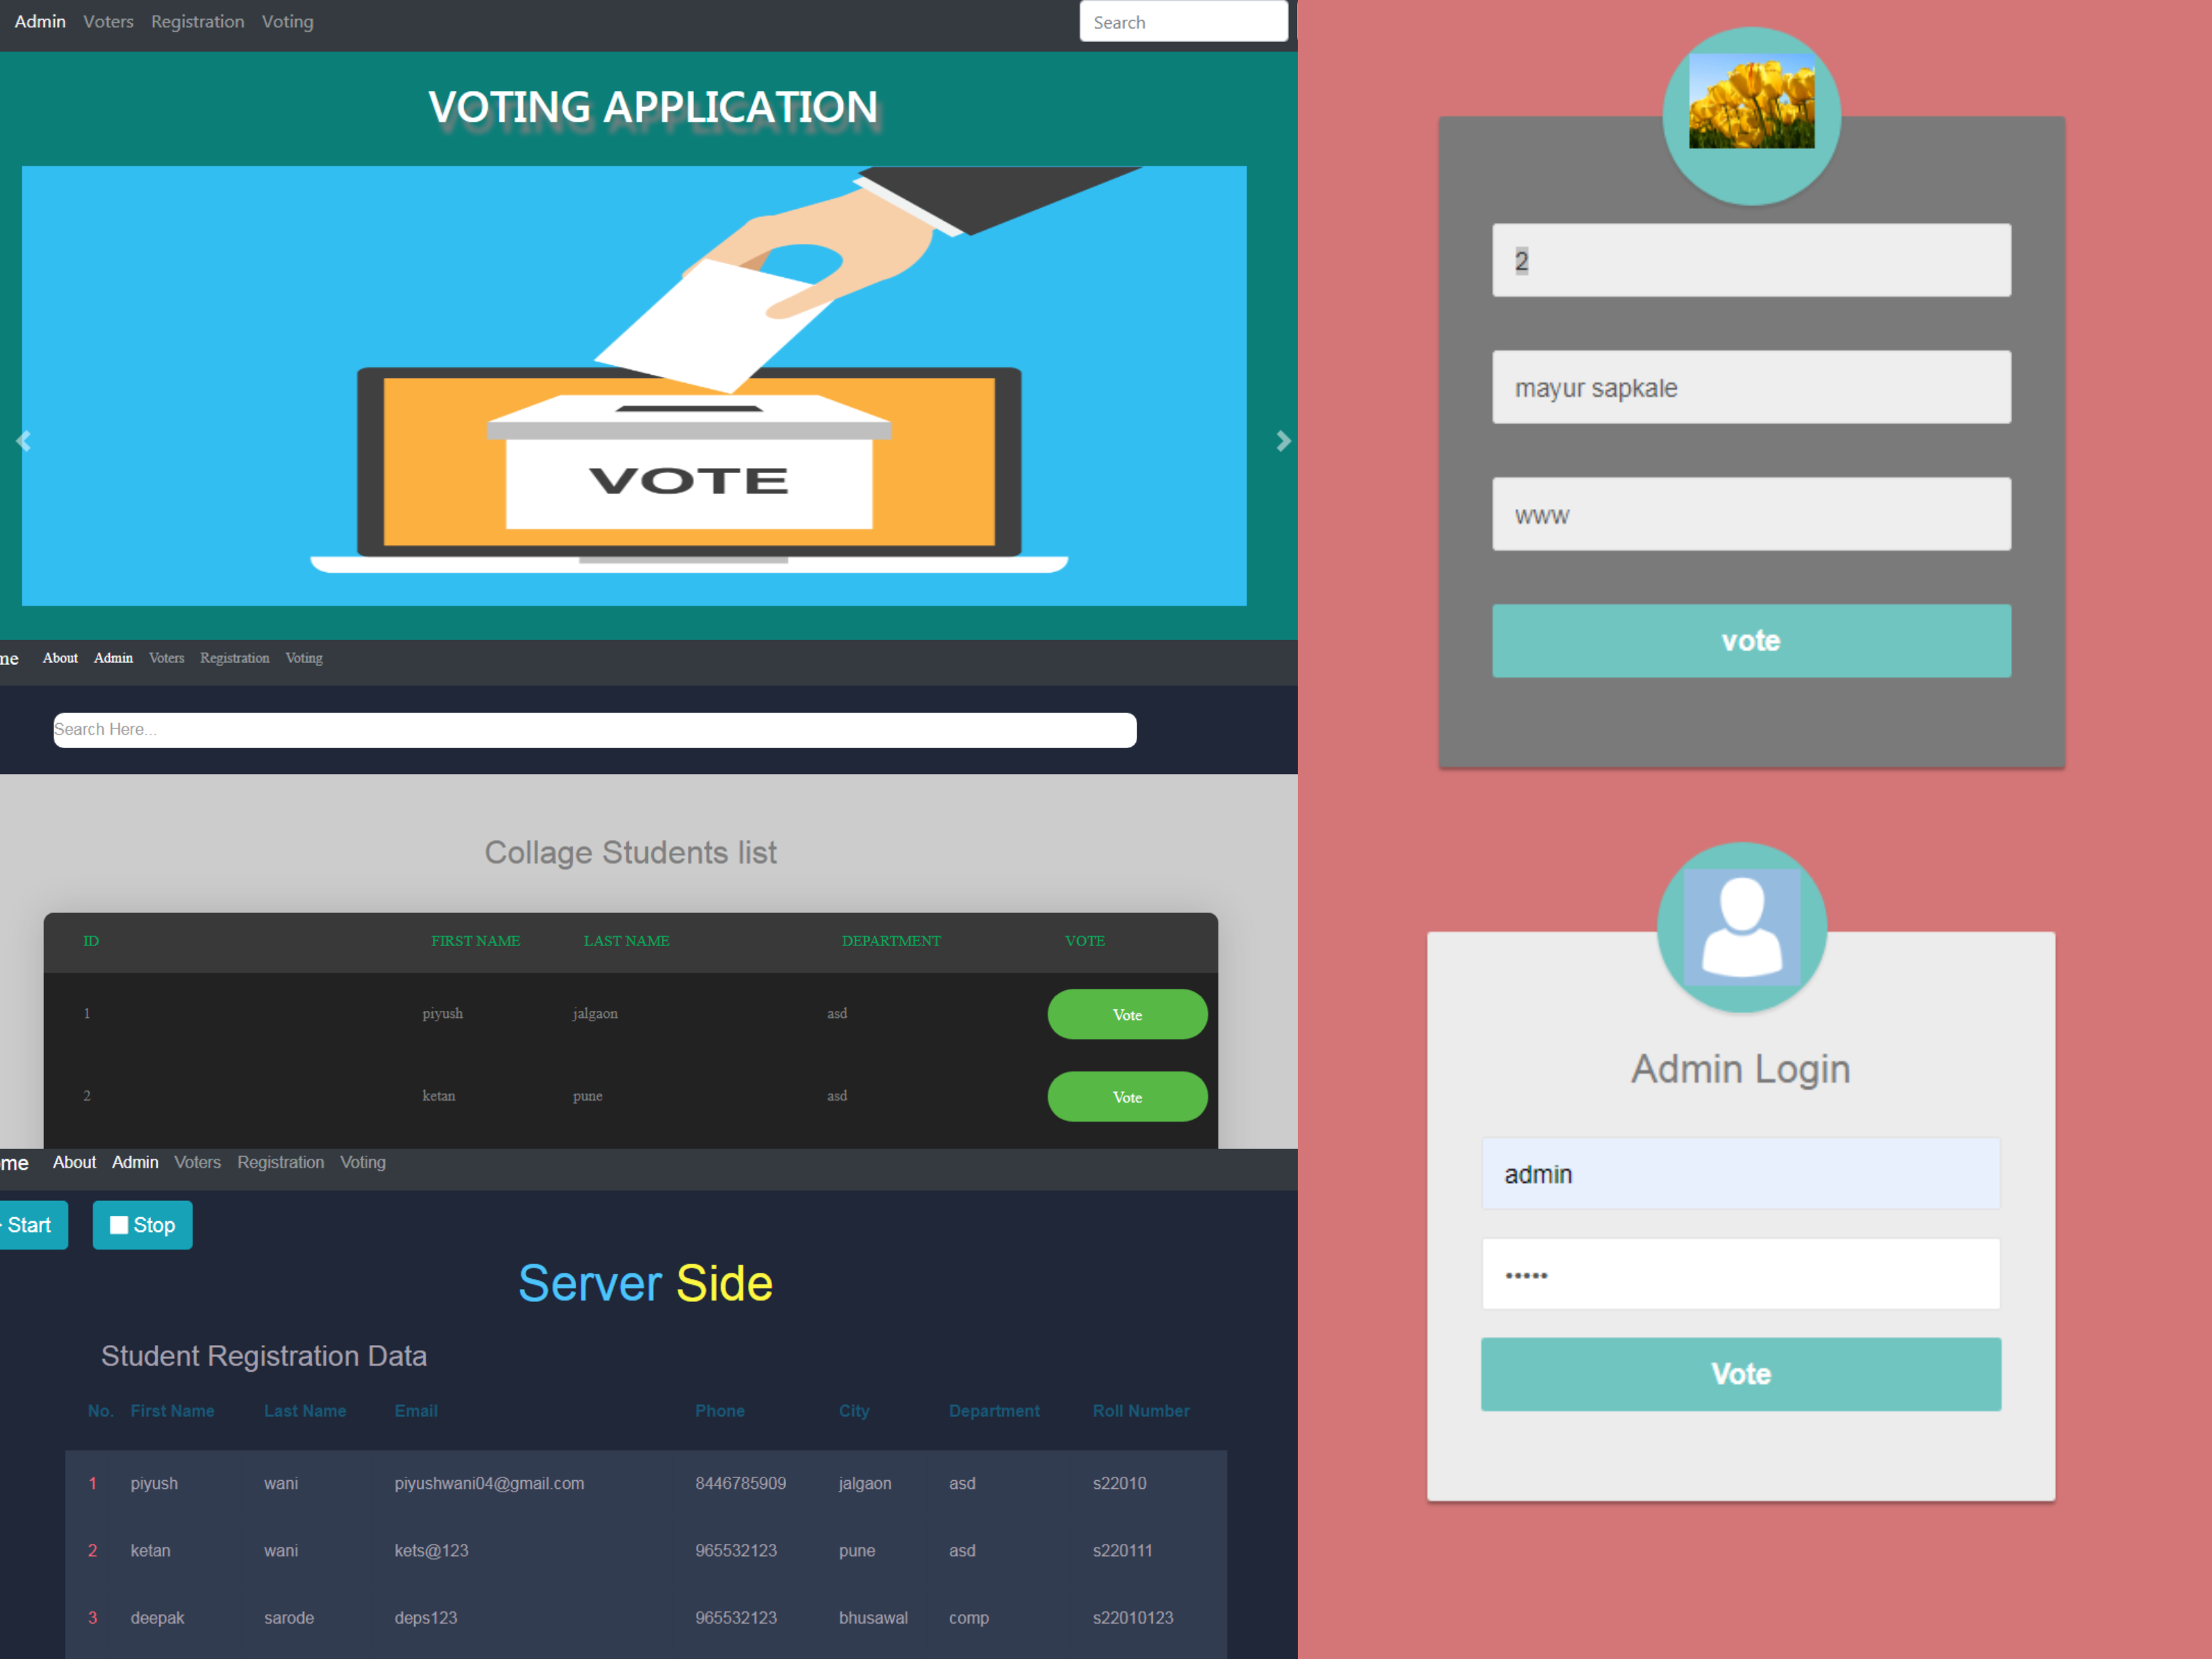 Admin Voters Registration Voting Search
VOTING APPLICATION
VOTE
me About Admin Voters Registration Voting
Search Here...
Collage Students list
ID FIRST NAME LAST NAME DEPARTMENT VOTE
1 piyush jalgaon asd Vote
2 ketan pune asd Vote
me About Admin Voters Registration Voting
Start Stop
Server Side
Student Registration Data
No. First Name Last Name Email Phone City Department Roll Number
1 piyush wani piyushwani04@gmail.com 8446785909 jalgaon asd s22010
2 ketan wani kets@123 965532123 pune asd s220111
3 deepak sarode deps123 965532123 bhusawal comp s22010123
2
mayur sapkale
www
vote
Admin Login
admin
•••••
Vote